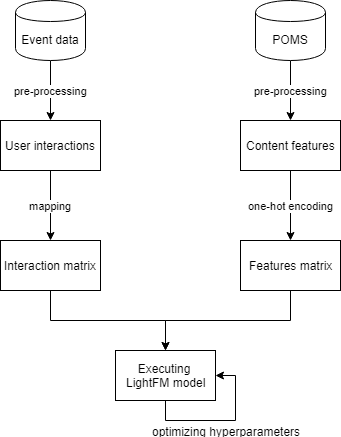 Event data
POMS
pre-processing
pre-processing
User interactions
Content features
mapping
one-hot encoding
Interaction matrix
Features matrix
Executing
LightFM model
optimizing hyperparameters